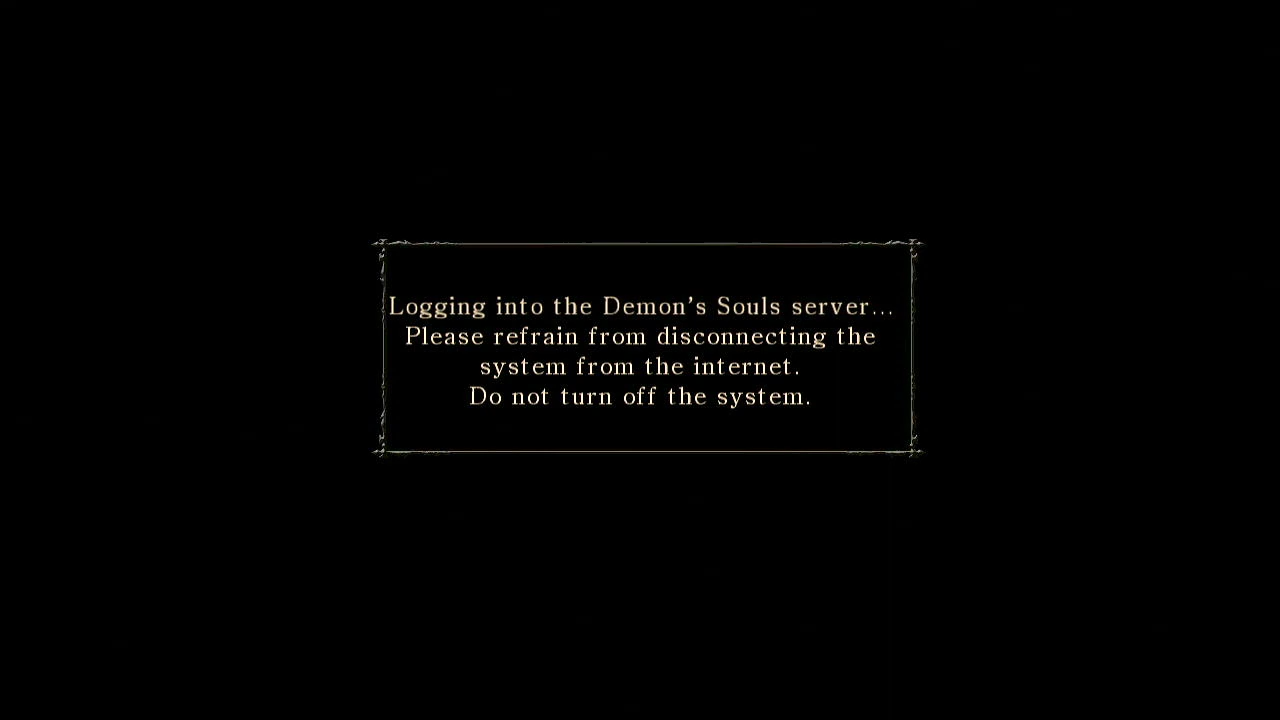 Logging into the Demon's Souls server...
Please refrain from disconnecting the
system from the internet.
Do not turn off the system.